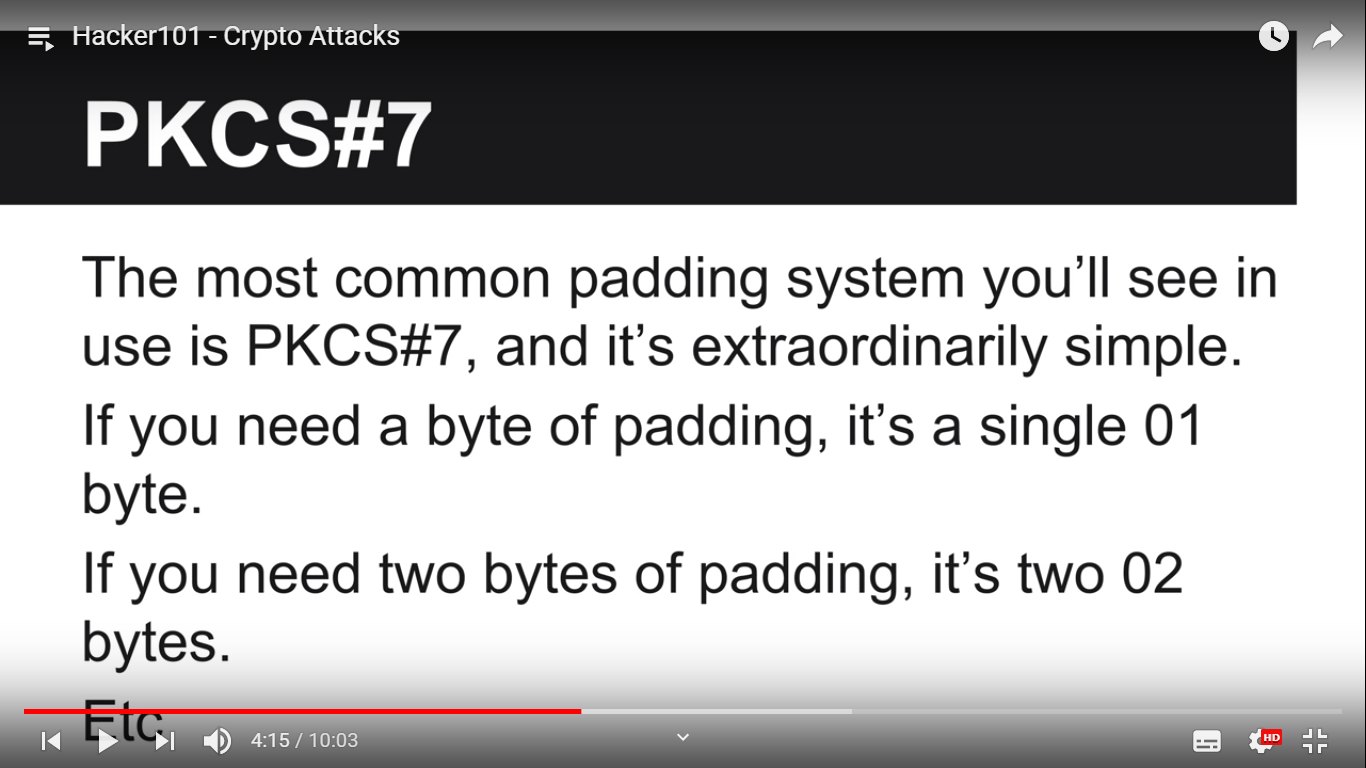 Hacker101 - Crypto Attacks
PKCS#7
The most common padding system you’ll see in
use is PKCS#7, and it’s extraordinarily simple.
If you need a byte of padding, it’s a single 01
byte.
If you need two bytes of padding, it’s two 02
bytes.
Etc
4:15 / 10:03
HD